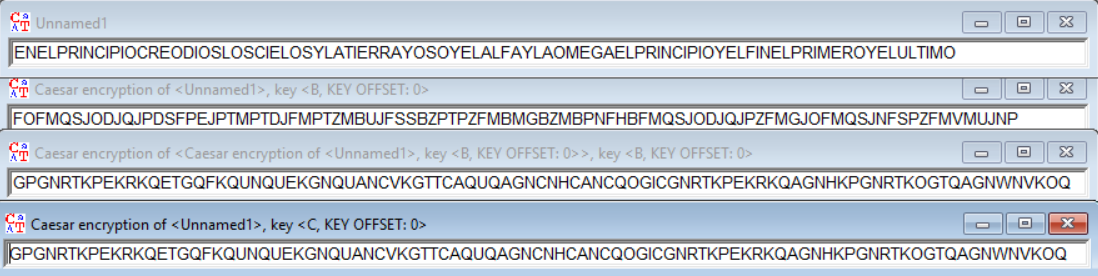 Unnamed1
ENELPRINCIPIOCREODIOSLOSCIELOSYLATIERRAYOSOYELALFAYLAOMEGAELPRINCIPIOYELFINELPRIMEROYELULTIMO
Caesar encryption of <Unnamed1>, key <B, KEY OFFSET: 0>
FOFMQSJODJQJPDSFPEJPTMPTDJFMPTZMBUJFSSBZPTPZFMBMGBZMBPNFHBFMQSJODJQJPZFMGJOFMQSJNFSPZFMVMUJNP
Caesar encryption of <Caesar encryption of <Unnamed1>, key <B, KEY OFFSET: 0>>, key <B, KEY OFFSET: 0>
GPGNRTKPEKRKQETGQFKQUNQUEKGNQUANCVKGTTCAQUQAGNCNHCANCQOGICGNRTKPEKRKQAGNHKPGNRTKOGTQAGNWNVKOQ
Caesar encryption of <Unnamed1>, key <C, KEY OFFSET: 0>
GPGNRTKPEKRKQETGQFKQUNQUEKGNQUANCVKGTTCAQUQAGNCNHCANCQOGICGNRTKPEKRKQAGNHKPGNRTKOGTQAGNWNVKOQ